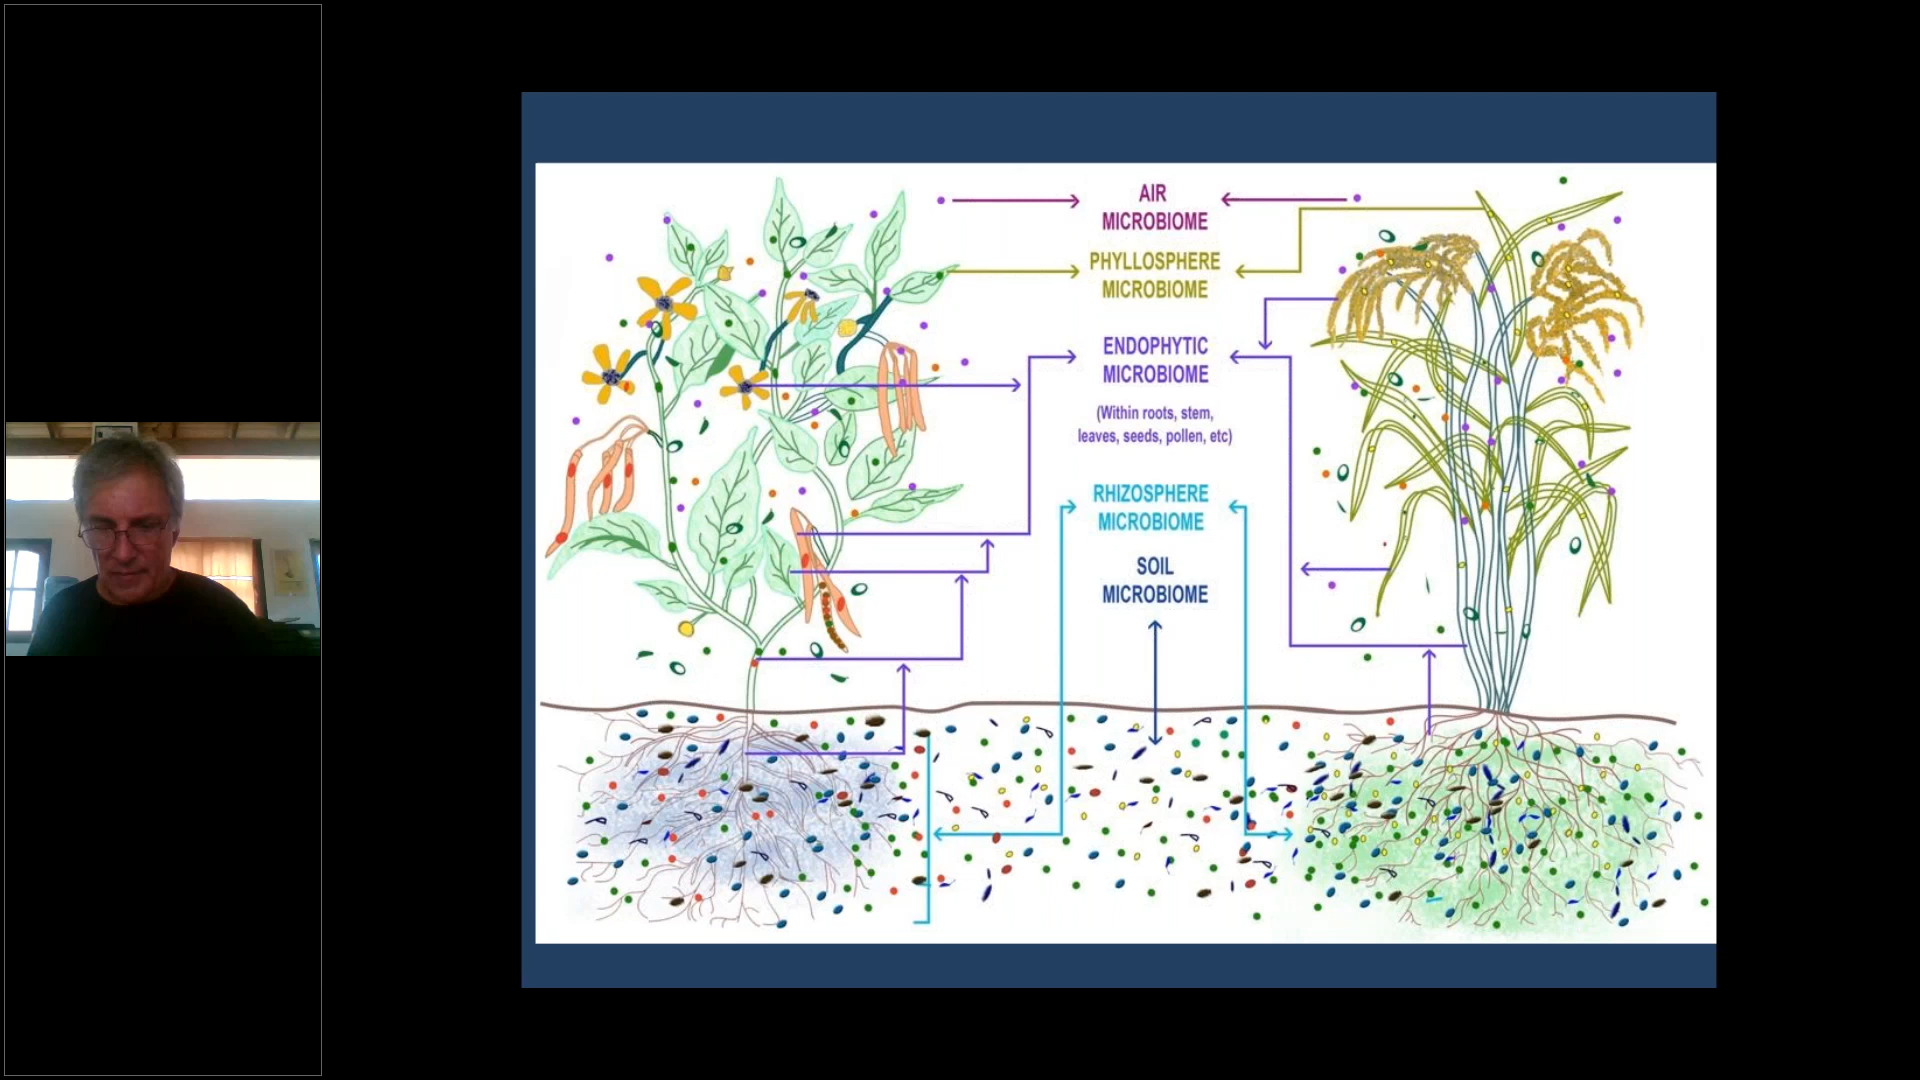 AIR
MICROBIOME
PHYLLOSPHERE
MICROBIOME
ENDOPHYTIC
MICROBIOME
(Within roots, stem,
leaves, seeds, pollen, etc)
RHIZOSPHERE
MICROBIOME
SOIL
MICROBIOME